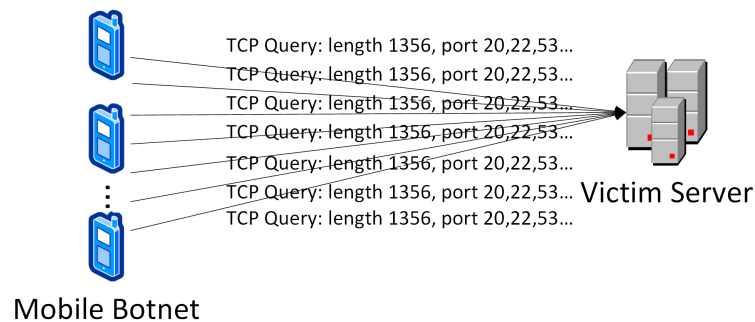 TCP Query: length 1356, port 20,22,53...
TCP Query: length 1356, port 20,22,53...
TCP Query: length 1356, port 20,22,53...
TCP Query: length 1356, port 20,22,53...
TCP Query: length 1356, port 20,22,53...
TCP Query: length 1356, port 20,22,53...
TCP Query: length 1356, port 20,22,53...
Victim Server
Mobile Botnet